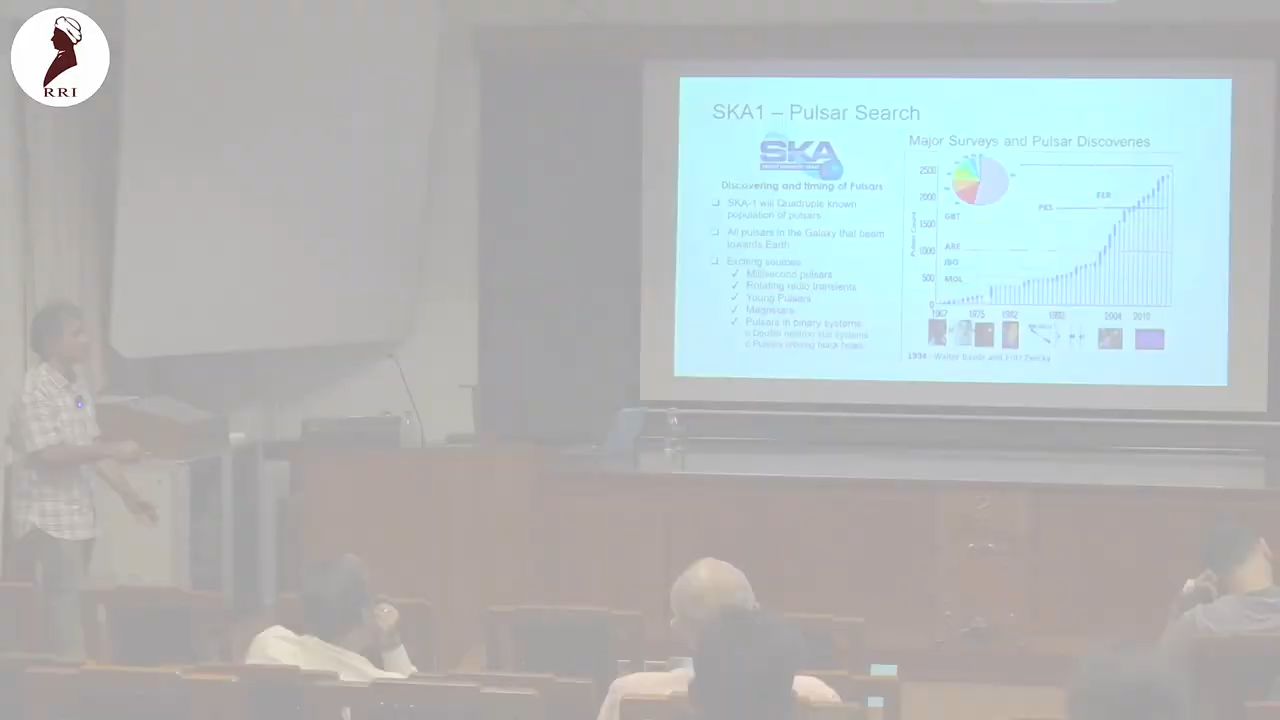 RRI
SKA1 – Pulsar Search
SKA
Discovering and timing of Pulsars
SKA-1 will Quadruple known
population of pulsars
All pulsars in the Galaxy that beam
towards Earth
Exciting sources
✓ Millisecond pulsars
✓ Rotating radio transients
✓ Young Pulsars
✓ Magnetars
✓ Pulsars in binary systems
Double neutron star systems
Pulsars orbiting black holes
Major Surveys and Pulsar Discoveries
Pulsar Count
2500
2000
1500
1000
500
0
GBT
ARE
JBO
MOL
PKS
FER
1967 1975 1982 1993 2004 2010
1934 - Walter Baade and Fritz Zwicky